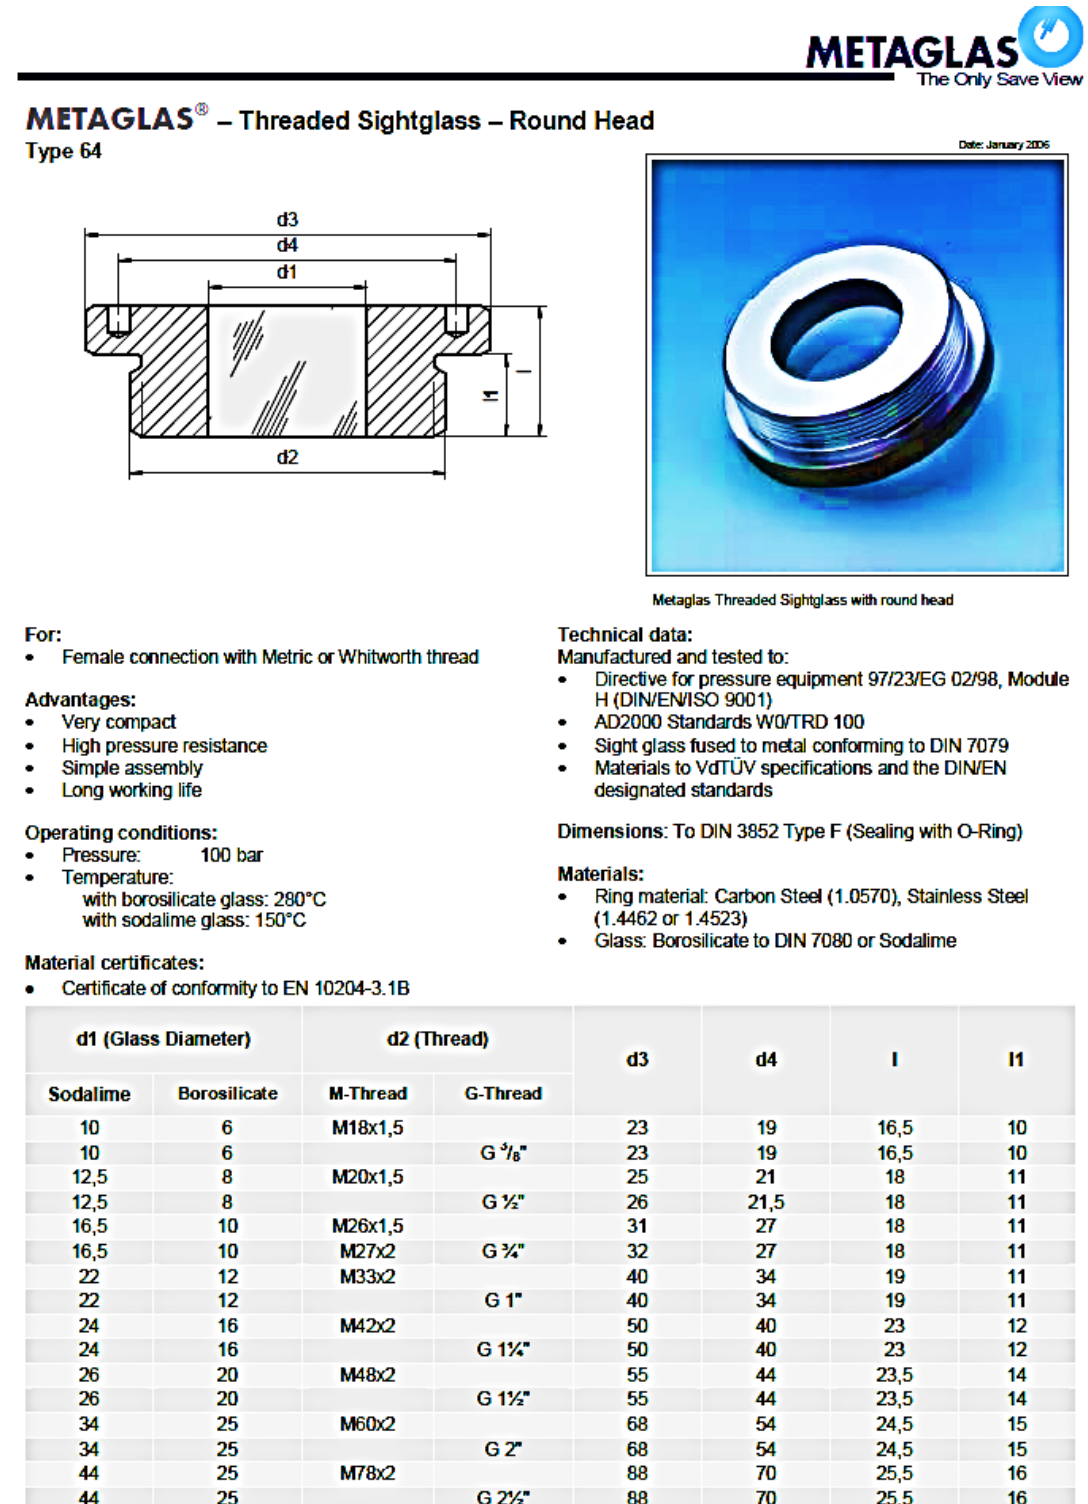 METAGLAS
The Only Save View
METAGLAS® – Threaded Sightglass – Round Head
Type 64
Date: January 2006
d3
d4
d1
l1
l
d2
Metaglas Threaded Sightglass with round head
For:
• Female connection with Metric or Whitworth thread
Advantages:
• Very compact
• High pressure resistance
• Simple assembly
• Long working life
Operating conditions:
• Pressure: 100 bar
• Temperature:
with borosilicate glass: 280°C
with sodalime glass: 150°C
Material certificates:
• Certificate of conformity to EN 10204-3.1B
Technical data:
Manufactured and tested to:
• Directive for pressure equipment 97/23/EG 02/98, Module
H (DIN/EN/ISO 9001)
• AD2000 Standards W0/TRD 100
• Sight glass fused to metal conforming to DIN 7079
• Materials to VdTÜV specifications and the DIN/EN
designated standards
Dimensions: To DIN 3852 Type F (Sealing with O-Ring)
Materials:
• Ring material: Carbon Steel (1.0570), Stainless Steel
(1.4462 or 1.4523)
• Glass: Borosilicate to DIN 7080 or Sodalime
d1 (Glass Diameter) d2 (Thread) d3 d4 l l1
Sodalime Borosilicate M-Thread G-Thread
10 6 M18x1,5 23 19 16,5 10
10 6 G 3/8" 23 19 16,5 10
12,5 8 M20x1,5 25 21 18 11
12,5 8 G ½" 26 21,5 18 11
16,5 10 M26x1,5 31 27 18 11
16,5 10 M27x2 G ¾" 32 27 18 11
22 12 M33x2 40 34 19 11
22 12 G 1" 40 34 19 11
24 16 M42x2 50 40 23 12
24 16 G 1¼" 50 40 23 12
26 20 M48x2 55 44 23,5 14
26 20 G 1½" 55 44 23,5 14
34 25 M60x2 68 54 24,5 15
34 25 G 2" 68 54 24,5 15
44 25 M78x2 88 70 25,5 16
44 25 G 2½" 88 70 25,5 16